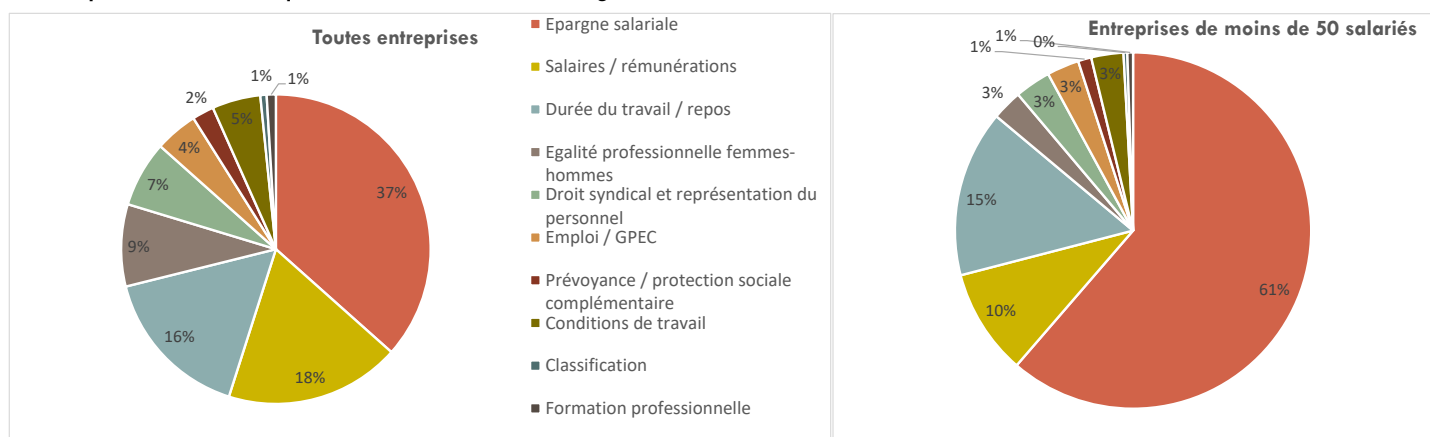 Toutes entreprises
1%
1%
2%
5%
4%
7%
9%
16%
18%
37%
Epargne salariale
Salaires / rémunérations
Durée du travail / repos
Egalité professionnelle femmes-
hommes
Droit syndical et représentation du
personnel
Emploi / GPEC
Prévoyance / protection sociale
complémentaire
Conditions de travail
Classification
Formation professionnelle
Entreprises de moins de 50 salariés
1%
0%
1%
3%
3%
3%
3%
15%
10%
61%